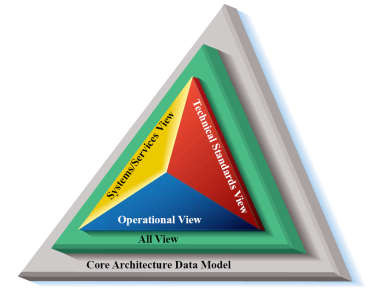 Systems/Services View
Technical Standards View
Operational View
All View
Core Architecture Data Model